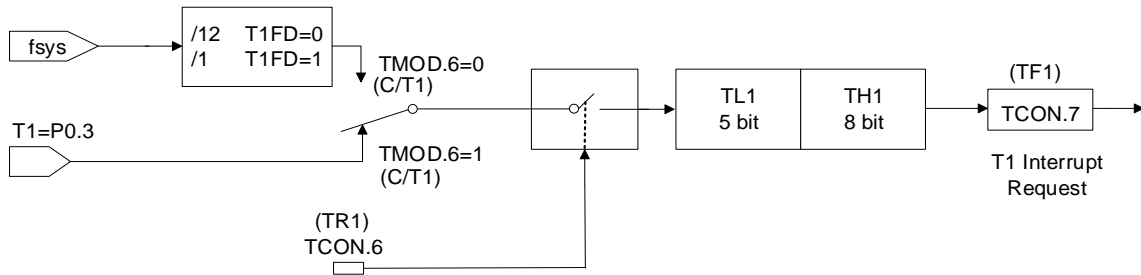 fsys
/12 T1FD=0
/1 T1FD=1
TMOD.6=0
(C/T1)
T1=P0.3
TMOD.6=1
(C/T1)
(TR1)
TCON.6
TL1
5 bit
TH1
8 bit
(TF1)
TCON.7
T1 Interrupt
Request